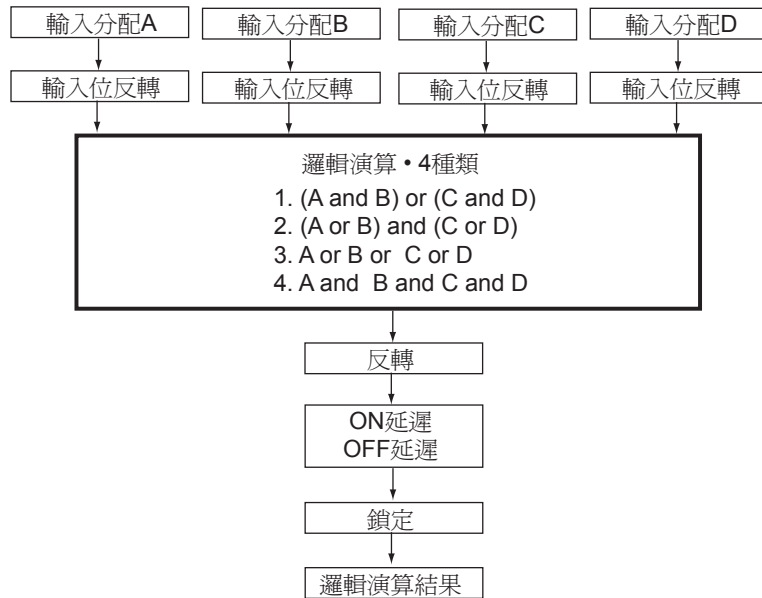 輸入分配A
輸入分配B
輸入分配C
輸入分配D
輸入位反轉
輸入位反轉
輸入位反轉
輸入位反轉
邏輯演算•4種類
1. (A and B) or (C and D)
2. (A or B) and (C or D)
3. A or B or C or D
4. A and B and C and D
反轉
ON延遲
OFF延遲
鎖定
邏輯演算結果